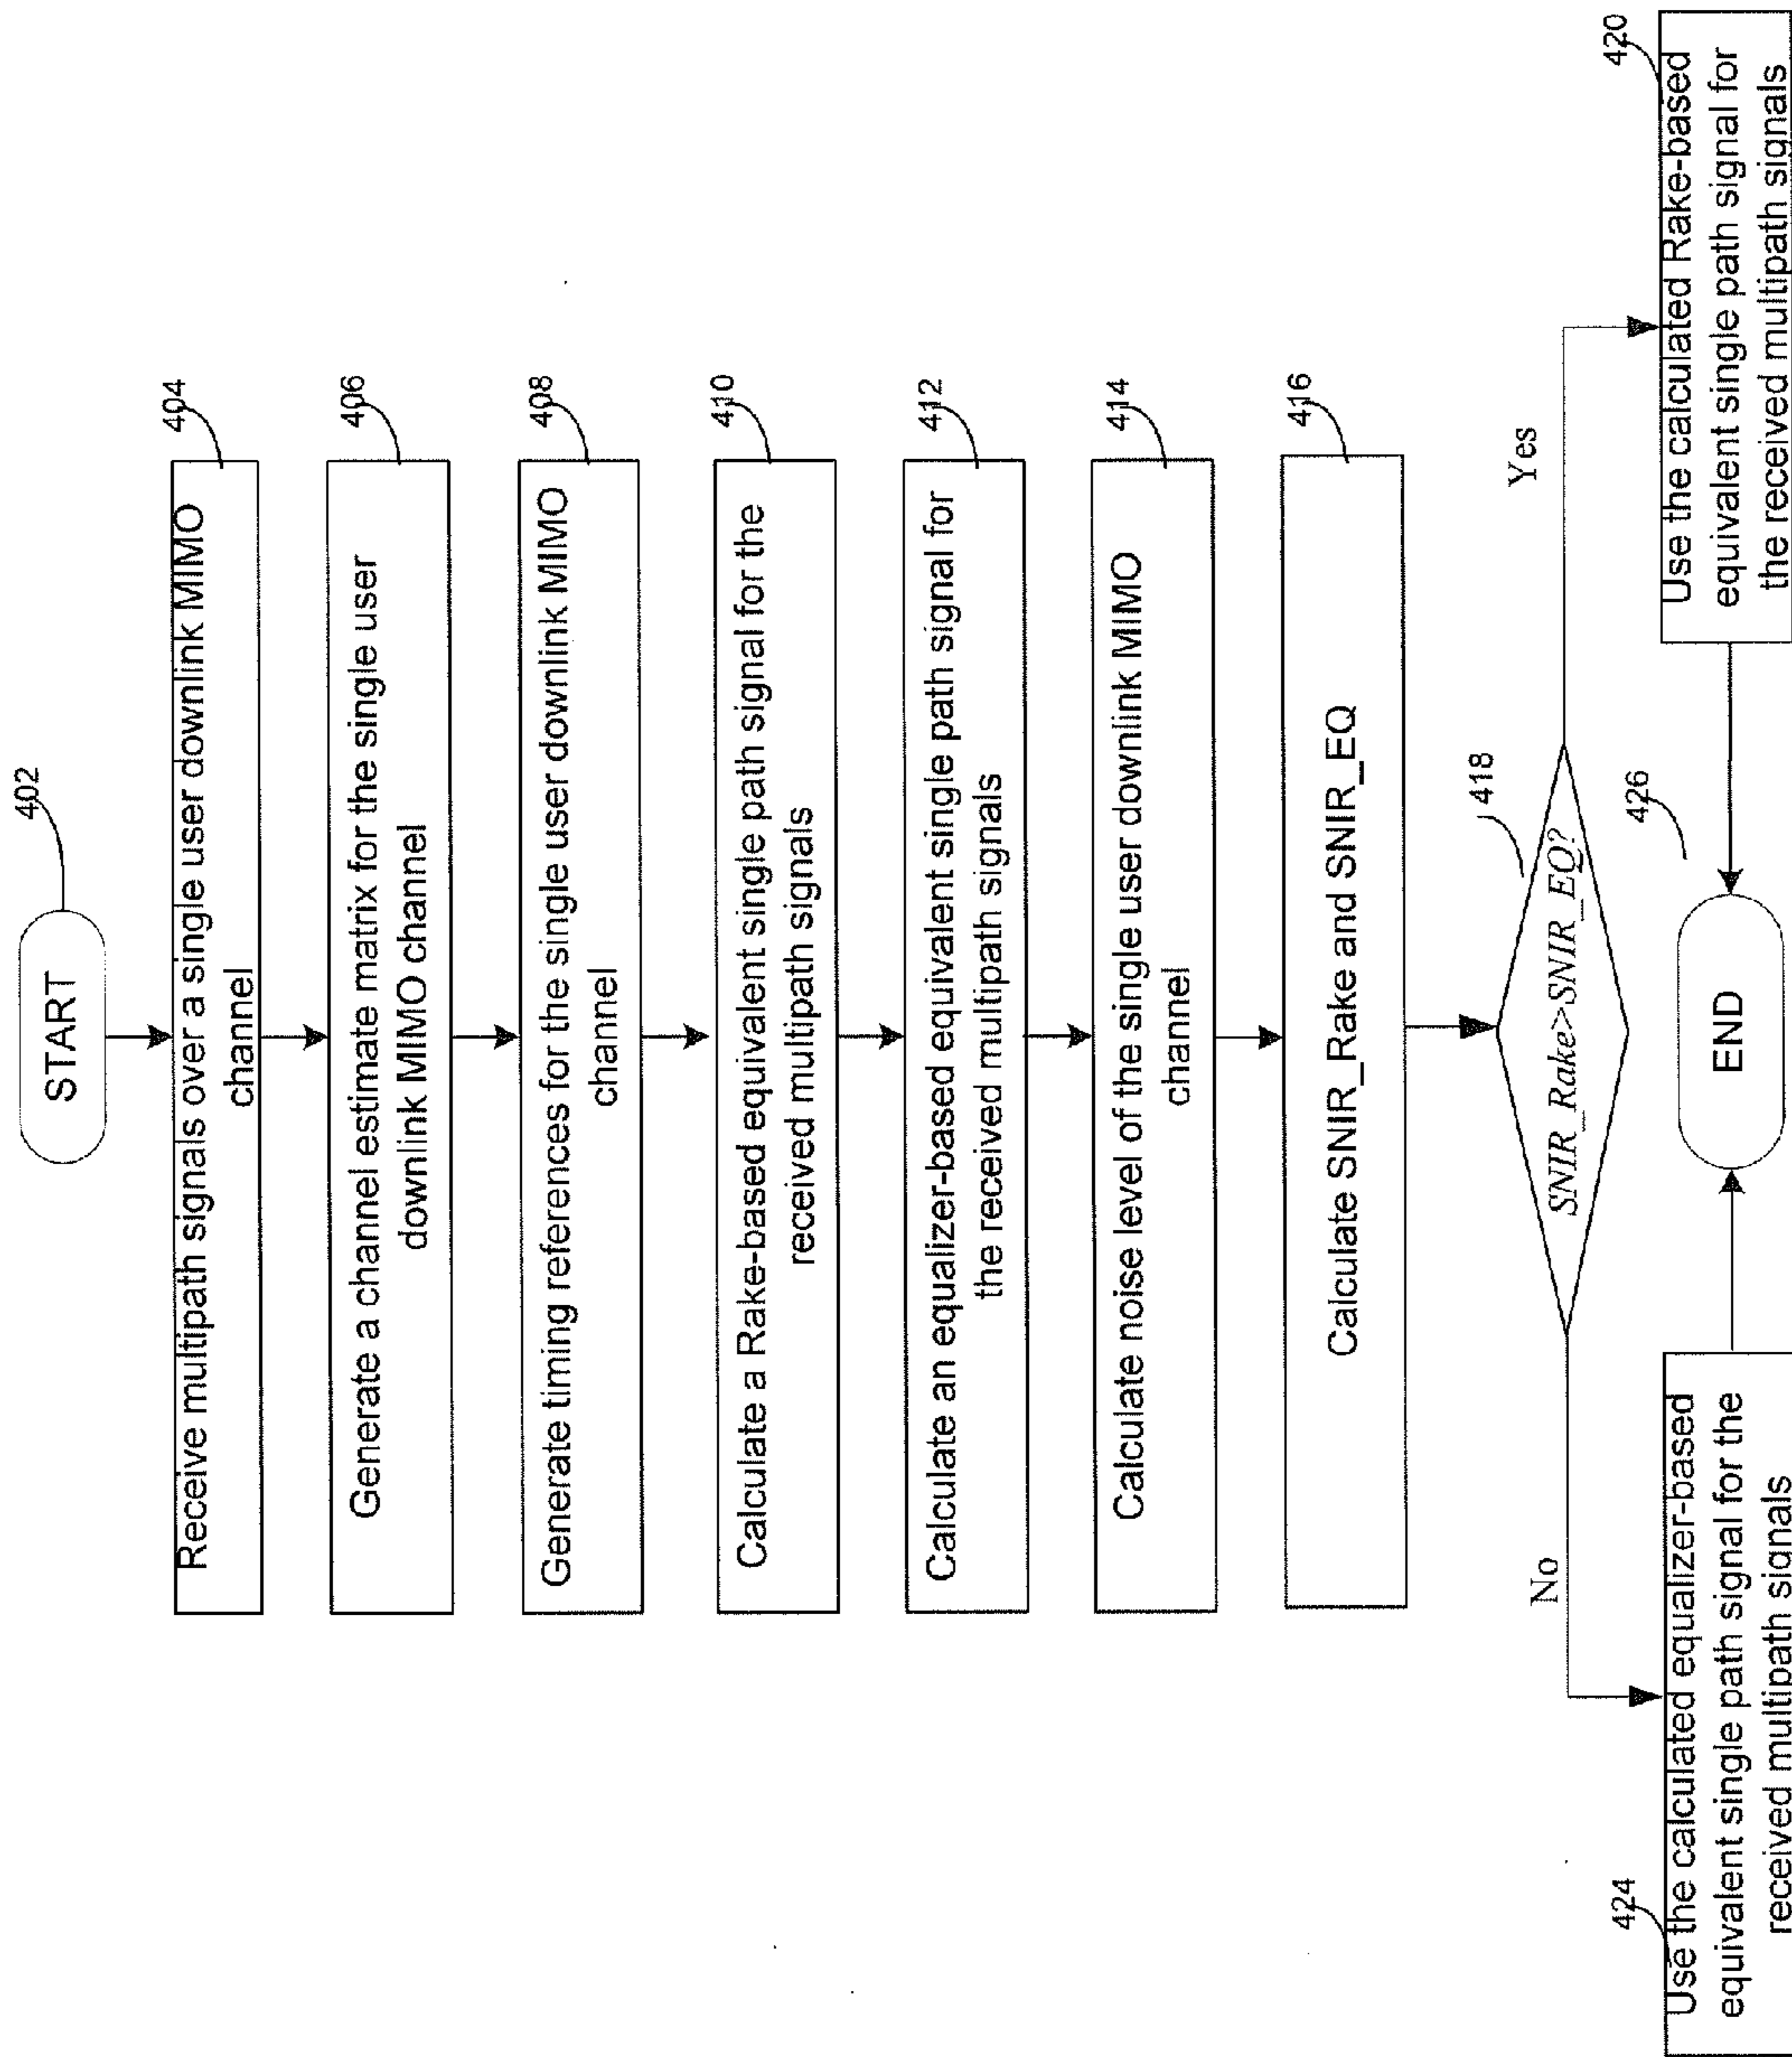 402
START
404
Receive multipath signals over a single user downlink MIMO
channel
406
Generate a channel estimate matrix for the single user
downlink MIMO channel
408
Generate timing references for the single user downlink MIMO
channel
410
Calculate a Rake-based equivalent single path signal for the
received multipath signals
412
Calculate an equalizer-based equivalent single path signal for
the received multipath signals
414
Calculate noise level of the single user downlink MIMO
channel
416
Calculate SNIR_Rake and SNIR_EQ
418
SNIR_Rake>SNIR_EQ?
No
Yes
424
Use the calculated equalizer-based
equivalent single path signal for the
received multipath signals
426
END
420
Use the calculated Rake-based
equivalent single path signal for
the received multipath signals